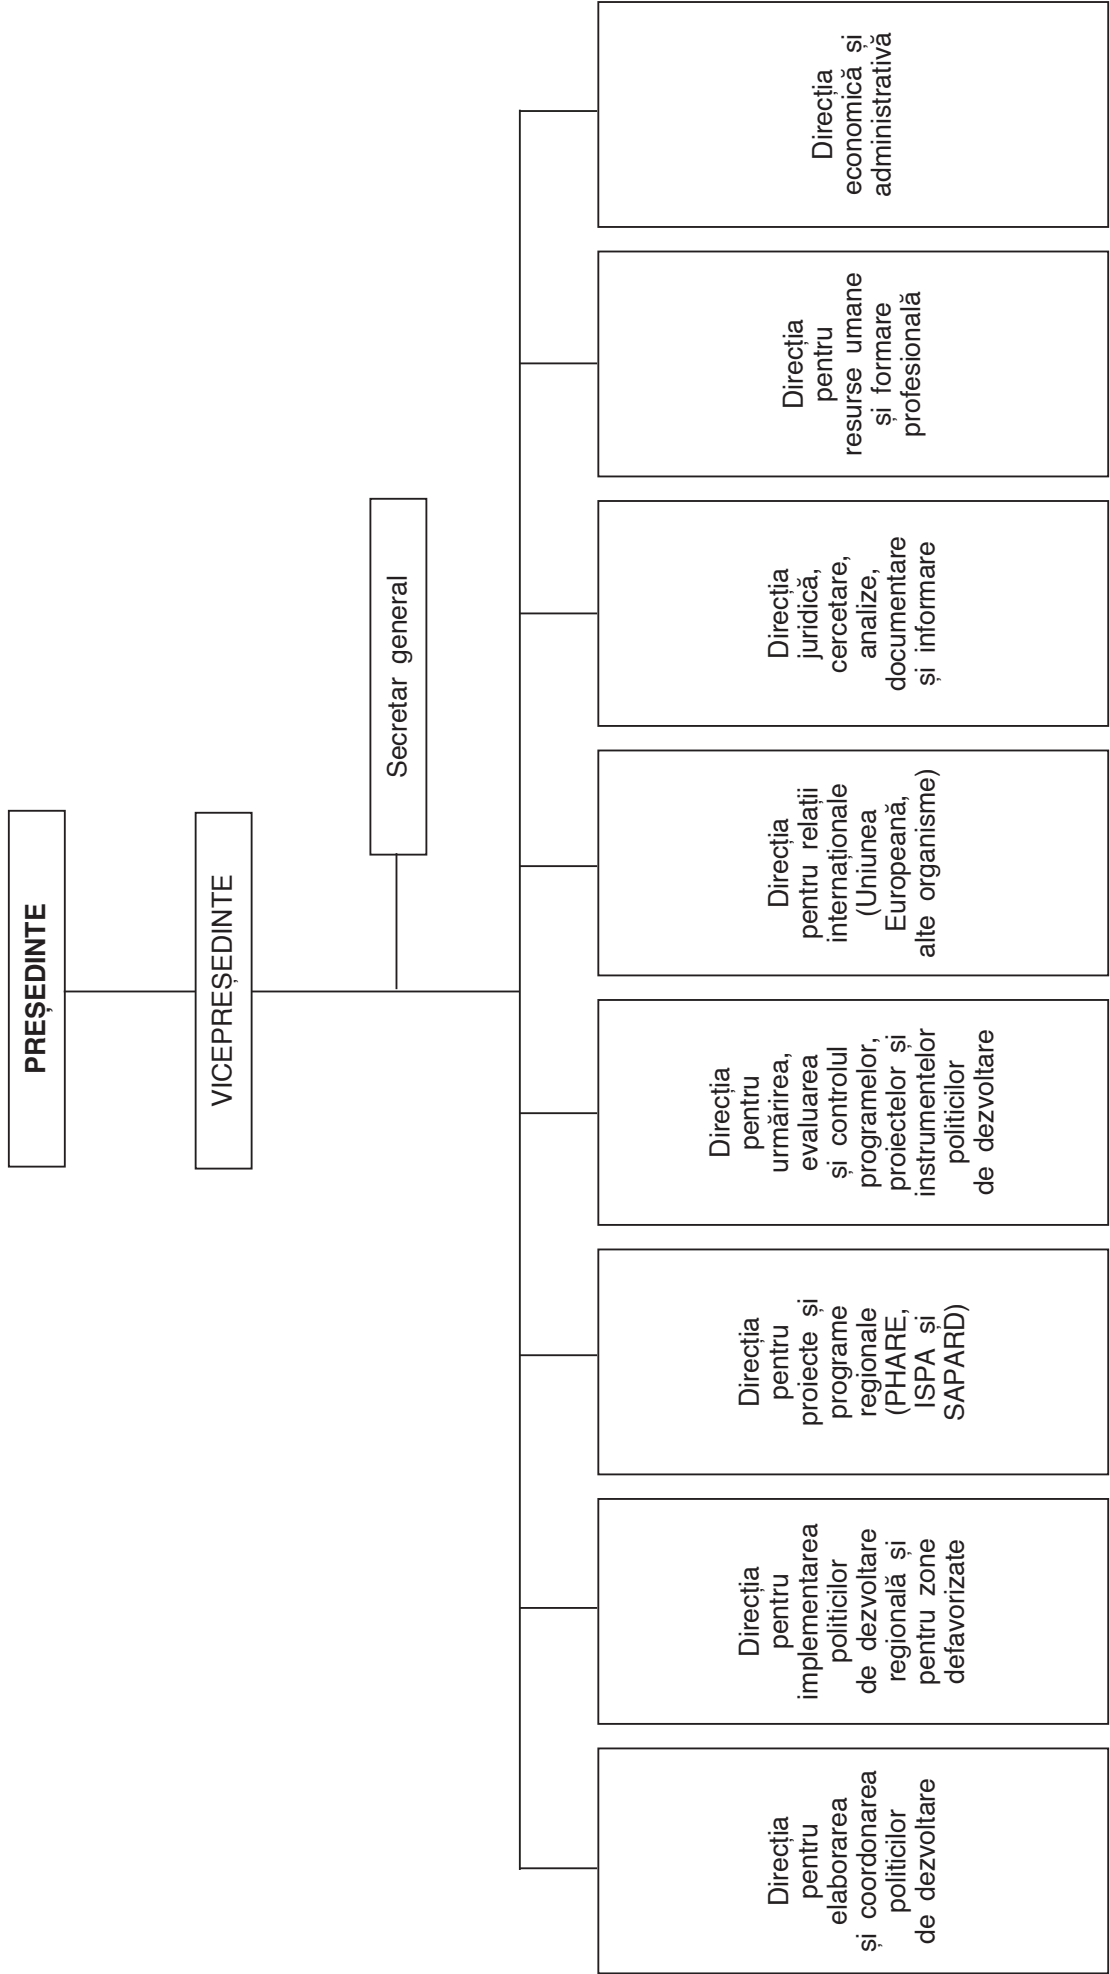 PREȘEDINTE
VICEPREȘEDINTE
Secretar general
Direcția
pentru
elaborarea
și coordonarea
politicilor
de dezvoltare
Direcția
pentru
implementarea
politicilor
de dezvoltare
regională și
pentru zone
defavorizate
Direcția
pentru
proiecte și
programe
regionale
(PHARE,
ISPA și
SAPARD)
Direcția
pentru
urmărirea,
evaluarea
și controlul
programelor,
proiectelor și
instrumentelor
politicilor
de dezvoltare
Direcția
pentru relații
internaționale
(Uniunea
Europeană,
alte organisme)
Direcția
juridică,
cercetare,
analize,
documentare
și informare
Direcția
pentru
resurse umane
și formare
profesională
Direcția
economică și
administrativă